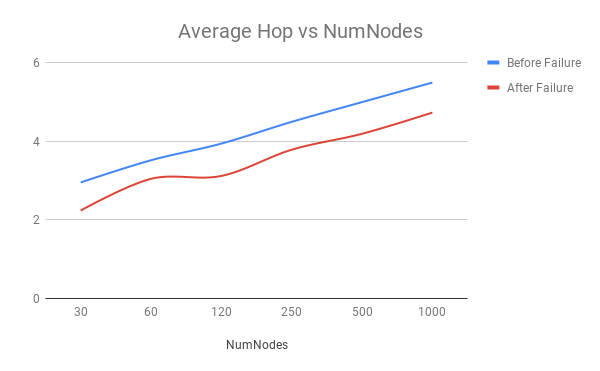 Average Hop vs NumNodes
6
4
2
0
30 60 120 250 500 1000
NumNodes
Before Failure
After Failure